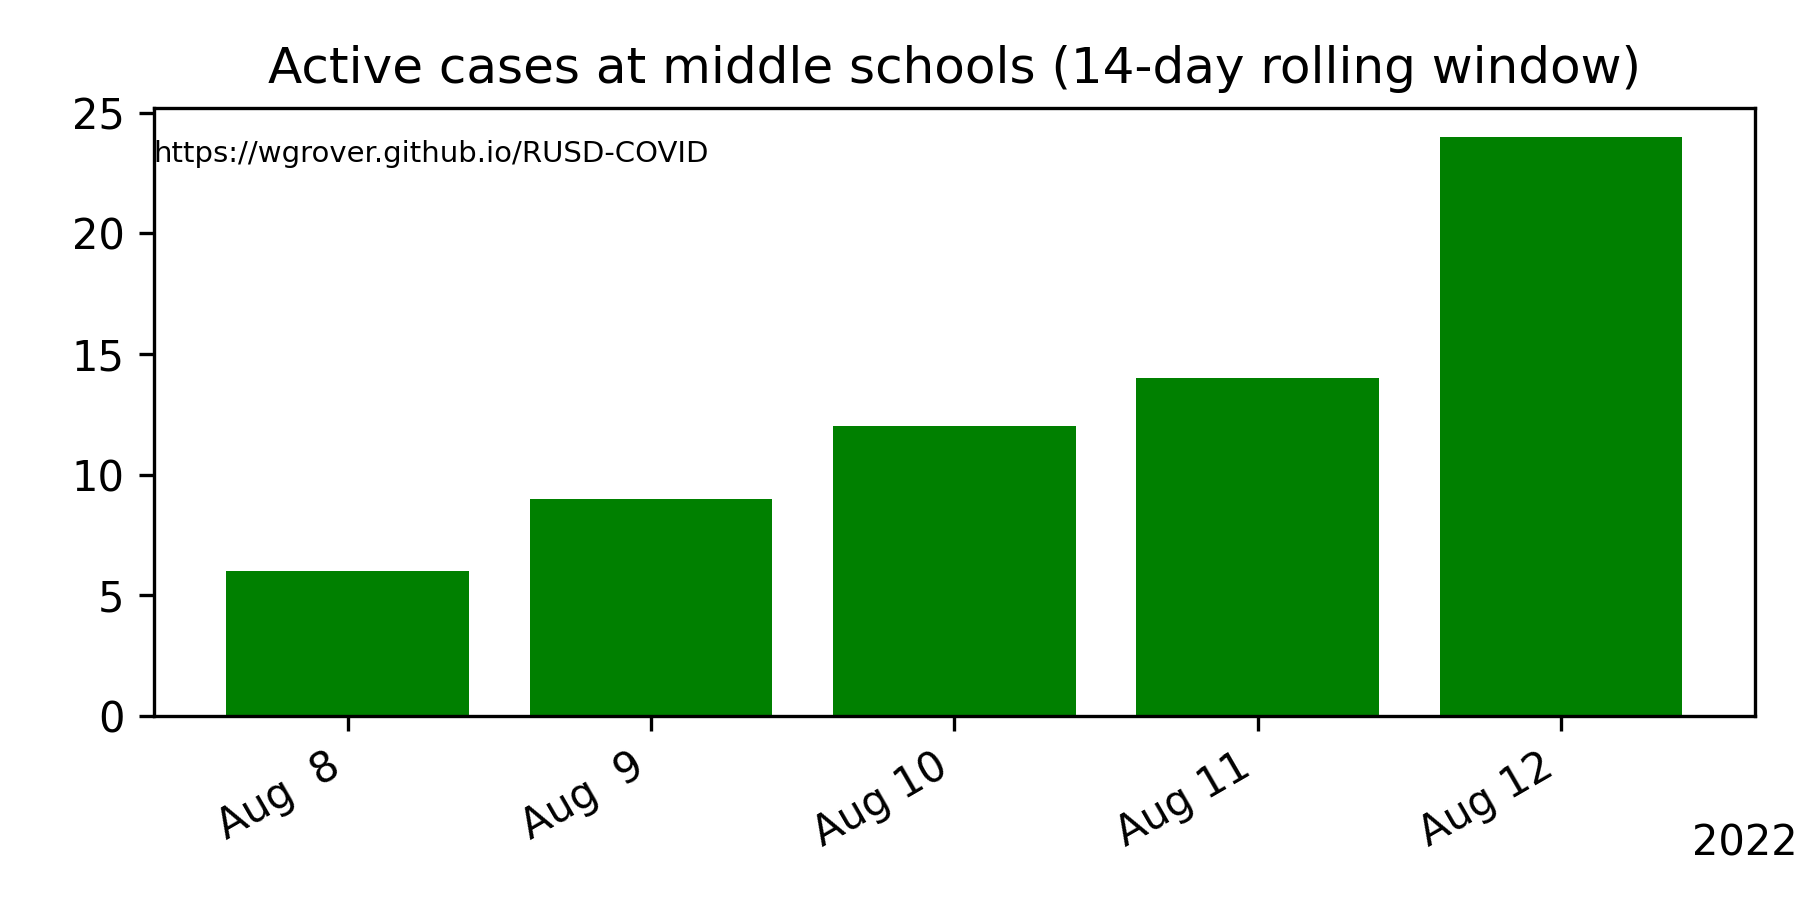 Active cases at middle schools (14-day rolling window)
25
https://wgrover.github.io/RUSD-COVID
20
15
10
5
0
Aug 8
Aug 9
Aug 10
Aug 11
Aug 12
2022